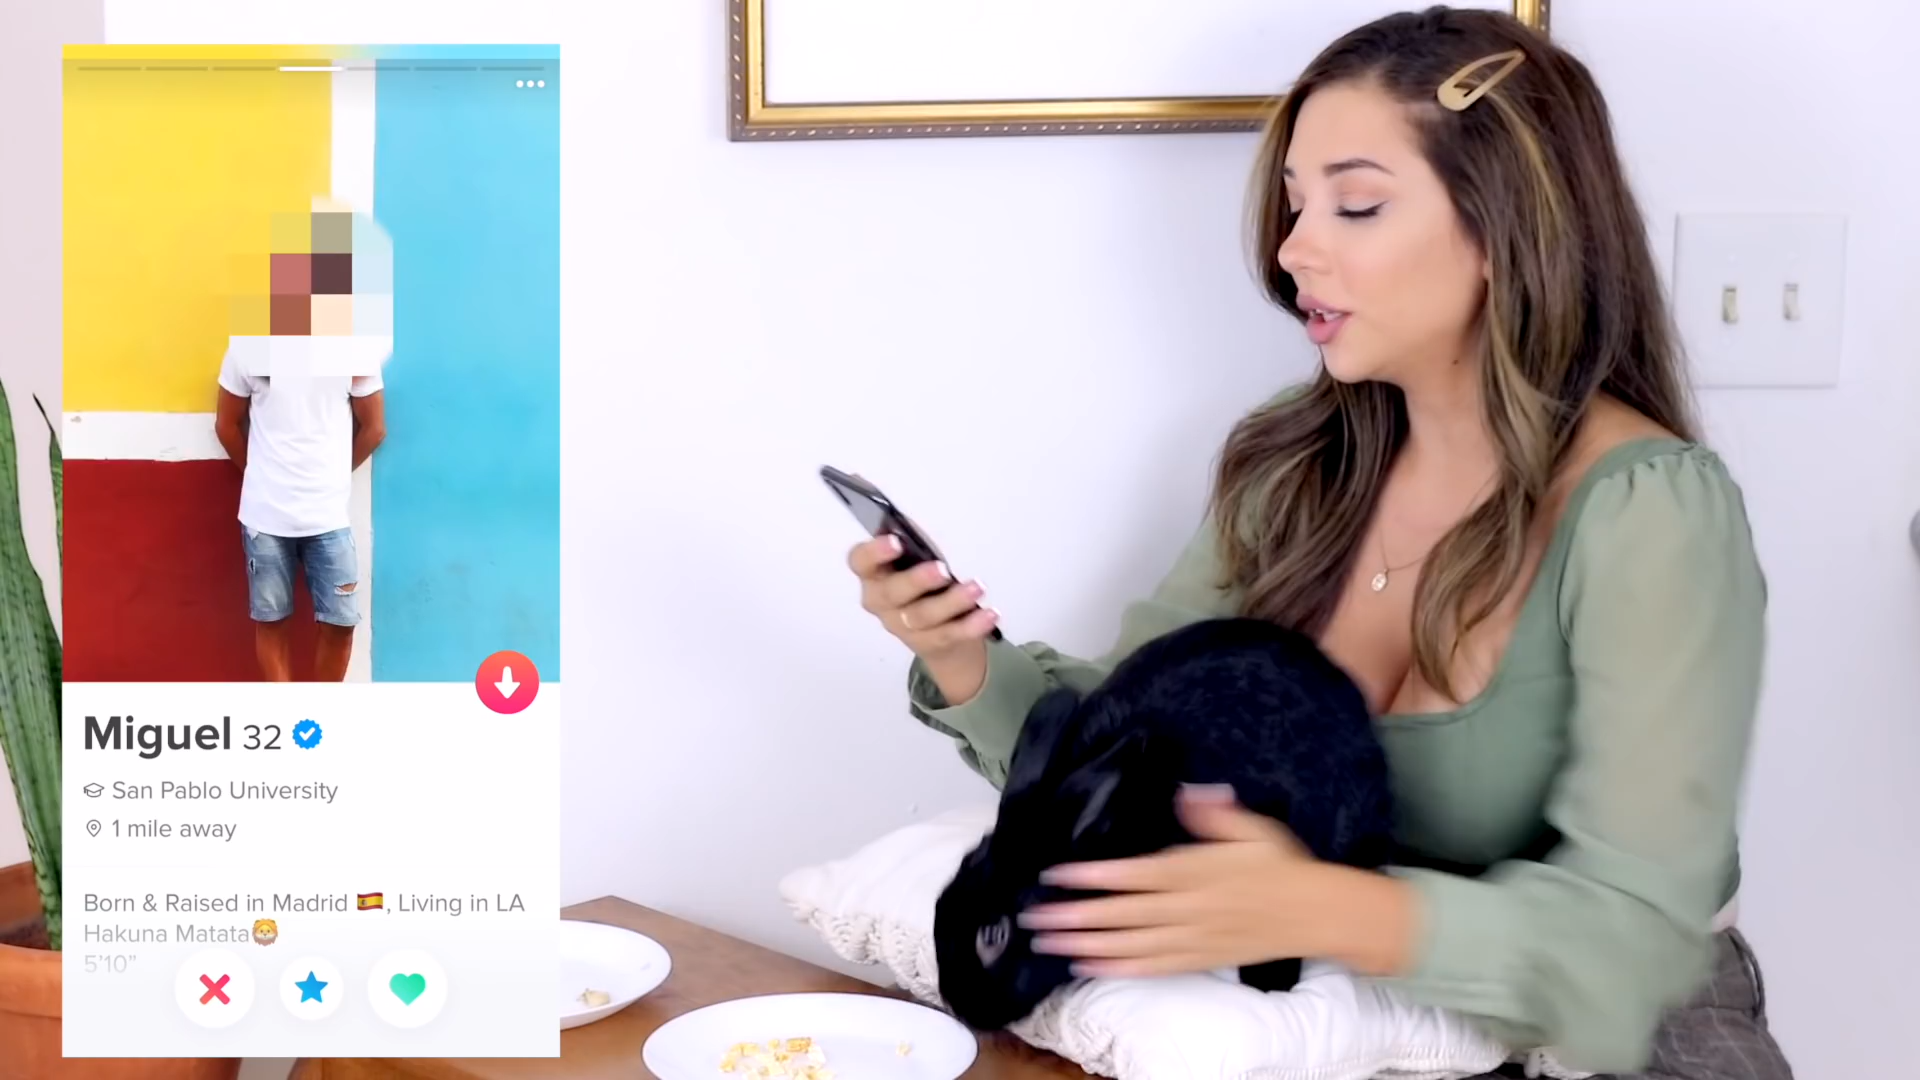 Miguel 32
San Pablo University
1 mile away
Born & Raised in Madrid 🇪🇸, Living in LA
Hakuna Matata🦁
5'10”